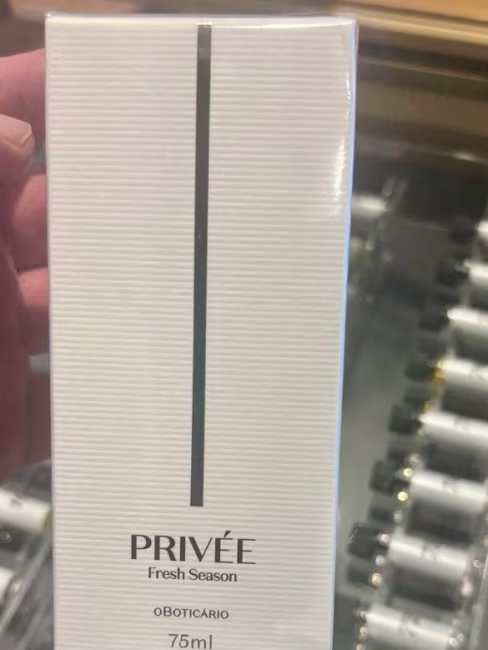 PRIVÉE
Fresh Season
oBOTICÁRIO
75ml